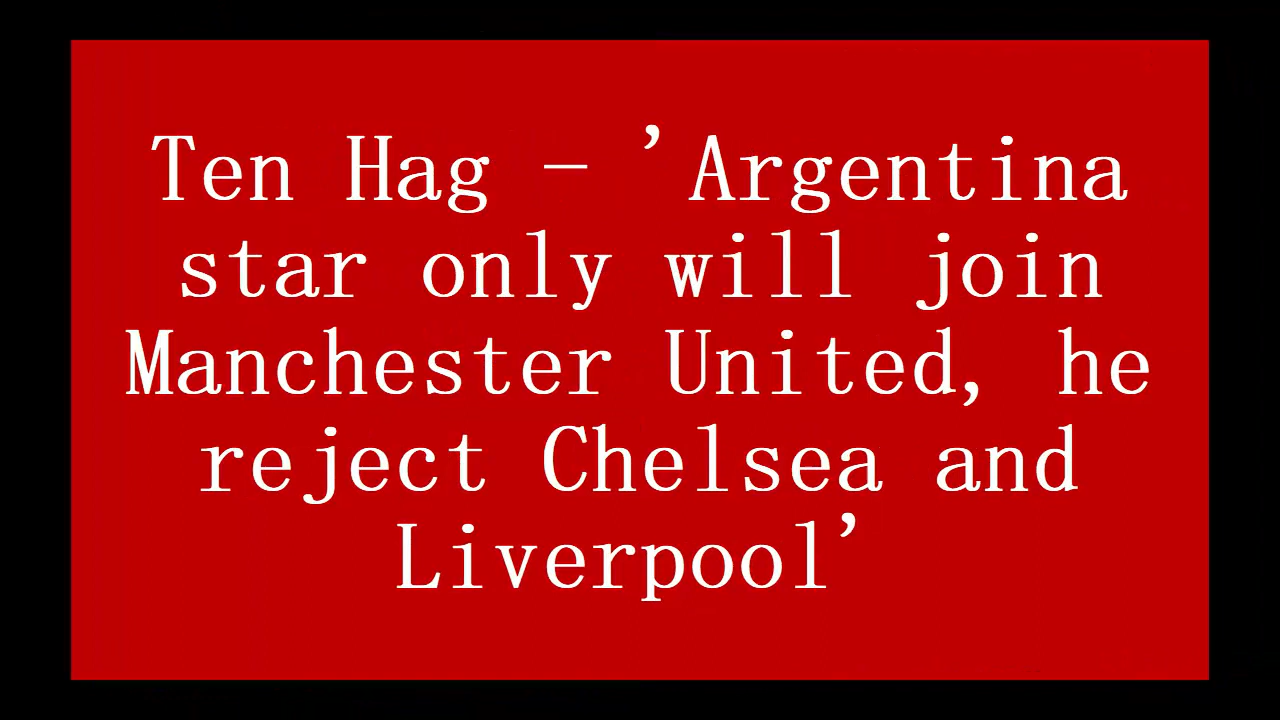 Ten Hag – ’Argentina
star only will join
Manchester United, he
reject Chelsea and
Liverpool’